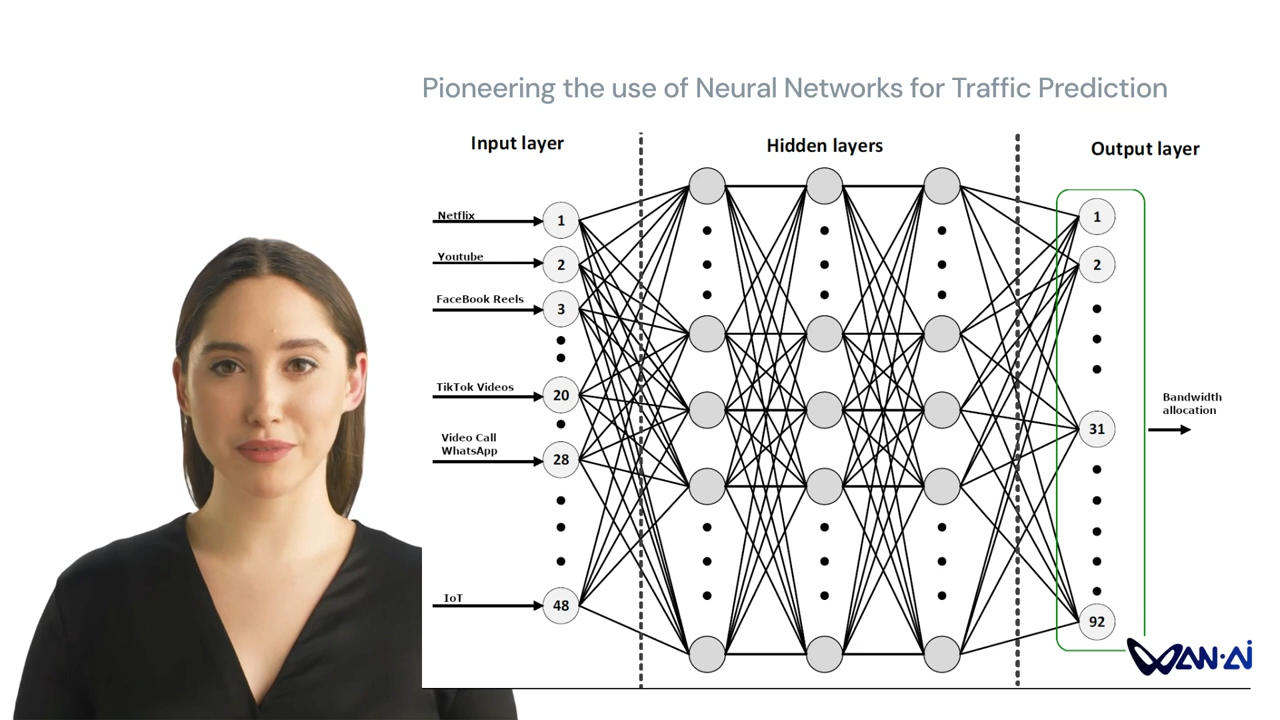 Pioneering the use of Neural Networks for Traffic Prediction
Input layer
Hidden layers
Output layer
Netflix
1
Youtube
2
FaceBook Reels
3
TikTok Videos
20
Video Call
WhatsApp
28
IoT
48
1
2
31
92
Bandwidth
allocation
WAN·AI